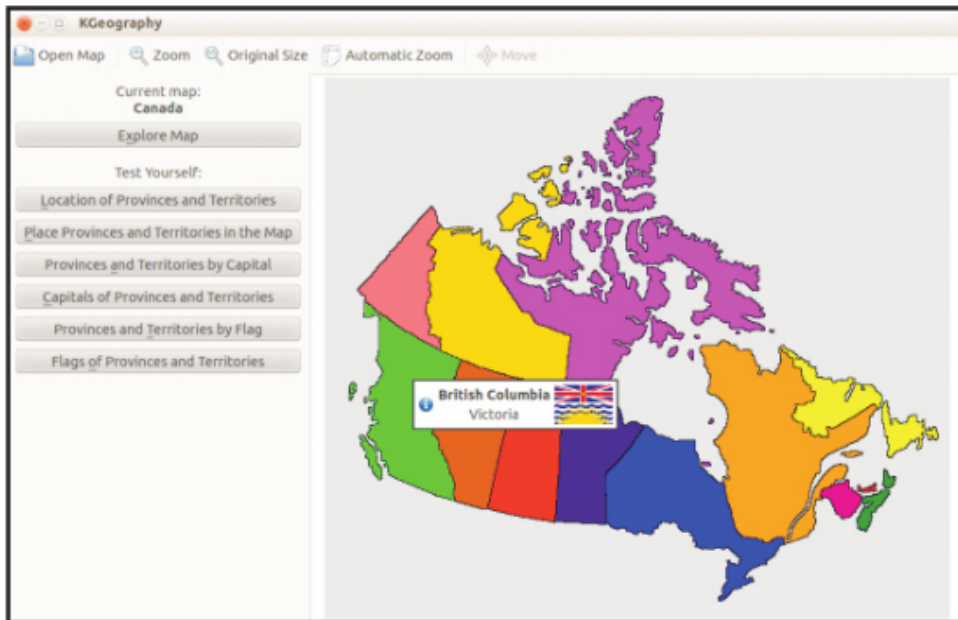 KGeography
Open Map Zoom Original Size Automatic Zoom Move
Current map:
Canada
Explore Map
Test Yourself:
Location of Provinces and Territories
Place Provinces and Territories in the Map
Provinces and Territories by Capital
Capitals of Provinces and Territories
Provinces and Territories by Flag
Flags of Provinces and Territories
British Columbia
Victoria